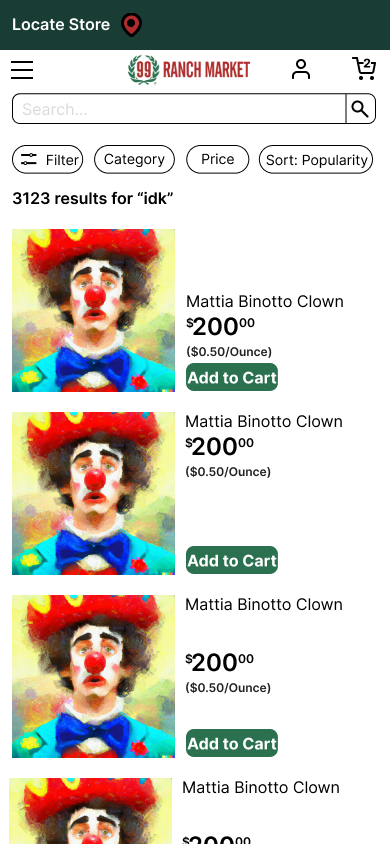 Locate Store
99 RANCH MARKET
2
Search...
Filter
Category
Price
Sort: Popularity
3123 results for “idk”
Mattia Binotto Clown
$20000
($0.50/Ounce)
Add to Cart
Mattia Binotto Clown
$20000
($0.50/Ounce)
Add to Cart
Mattia Binotto Clown
$20000
($0.50/Ounce)
Add to Cart
Mattia Binotto Clown
$20000